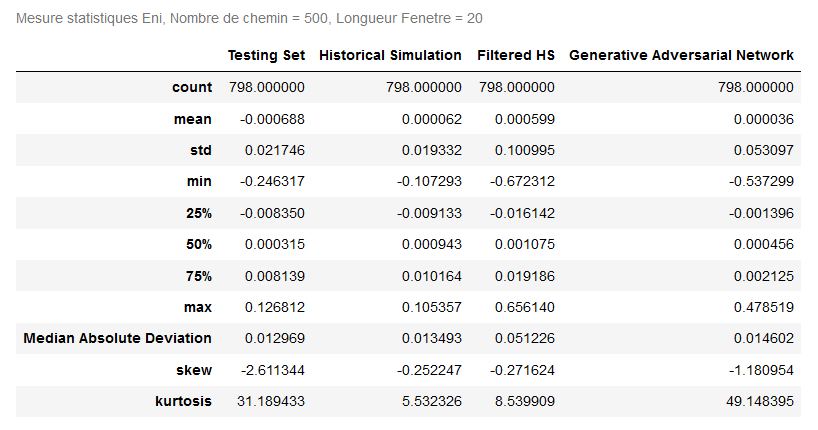 Mesure statistiques Eni, Nombre de chemin = 500, Longueur Fenetre = 20
Testing Set Historical Simulation Filtered HS Generative Adversarial Network
count 798.000000 798.000000 798.000000 798.000000
mean -0.000688 0.000062 0.000599 0.000036
std 0.021746 0.019332 0.100995 0.053097
min -0.246317 -0.107293 -0.672312 -0.537299
25% -0.008350 -0.009133 -0.016142 -0.001396
50% 0.000315 0.000943 0.001075 0.000456
75% 0.008139 0.010164 0.019186 0.002125
max 0.126812 0.105357 0.656140 0.478519
Median Absolute Deviation 0.012969 0.013493 0.051226 0.014602
skew -2.611344 -0.252247 -0.271624 -1.180954
kurtosis 31.189433 5.532326 8.539909 49.148395